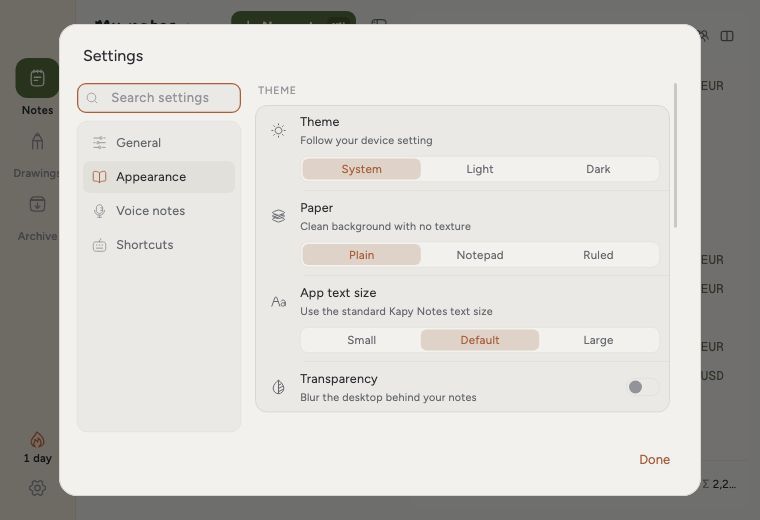 Settings
Search settings
General
Appearance
Voice notes
Shortcuts
THEME
Theme
Follow your device setting
System
Light
Dark
Paper
Clean background with no texture
Plain
Notepad
Ruled
Aa
App text size
Use the standard Kapy Notes text size
Small
Default
Large
Transparency
Blur the desktop behind your notes
Done
Notes
Drawings
Archive
1 day
EUR
EUR
EUR
EUR
USD
Σ 2,2...